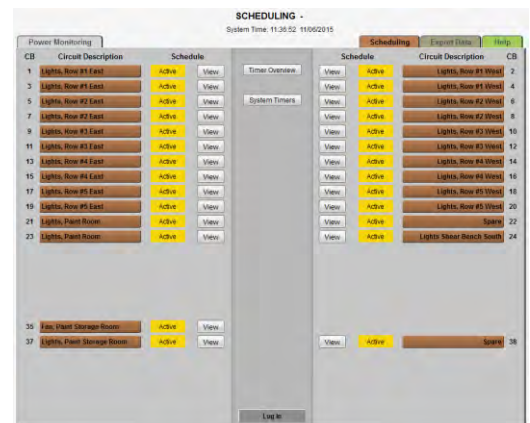 SCHEDULING -
System Time: 11:35:52 11/06/2015
Power Monitoring Scheduling Export Data Help
CB Circuit Description Schedule Schedule Circuit Description CB
1 Lights, Row #1 East Active View Timer Overview View Active Lights, Row #1 West 2
3 Lights, Row #1 East Active View View Active Lights, Row #1 West 4
5 Lights, Row #2 East Active View System Timers View Active Lights, Row #2 West 6
7 Lights, Row #2 East Active View View Active Lights, Row #2 West 8
9 Lights, Row #3 East Active View View Active Lights, Row #3 West 10
11 Lights, Row #3 East Active View View Active Lights, Row #3 West 12
13 Lights, Row #4 East Active View View Active Lights, Row #4 West 14
15 Lights, Row #4 East Active View View Active Lights, Row #4 West 16
17 Lights, Row #5 East Active View View Active Lights, Row #5 West 18
19 Lights, Row #5 East Active View View Active Lights, Row #5 West 20
21 Lights, Paint Room Active View View Active Spare 22
23 Lights, Paint Room Active View View Active Lights Shear Bench South 24
35 Fan, Paint Storage Room Active View
37 Lights, Paint Storage Room Active View View Active Spare 38
Log In